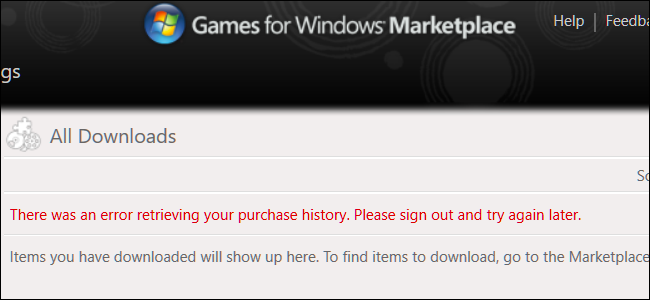 Games for Windows® Marketplace
Help | Feedba
gs
All Downloads
So
There was an error retrieving your purchase history. Please sign out and try again later.
Items you have downloaded will show up here. To find items to download, go to the Marketplace